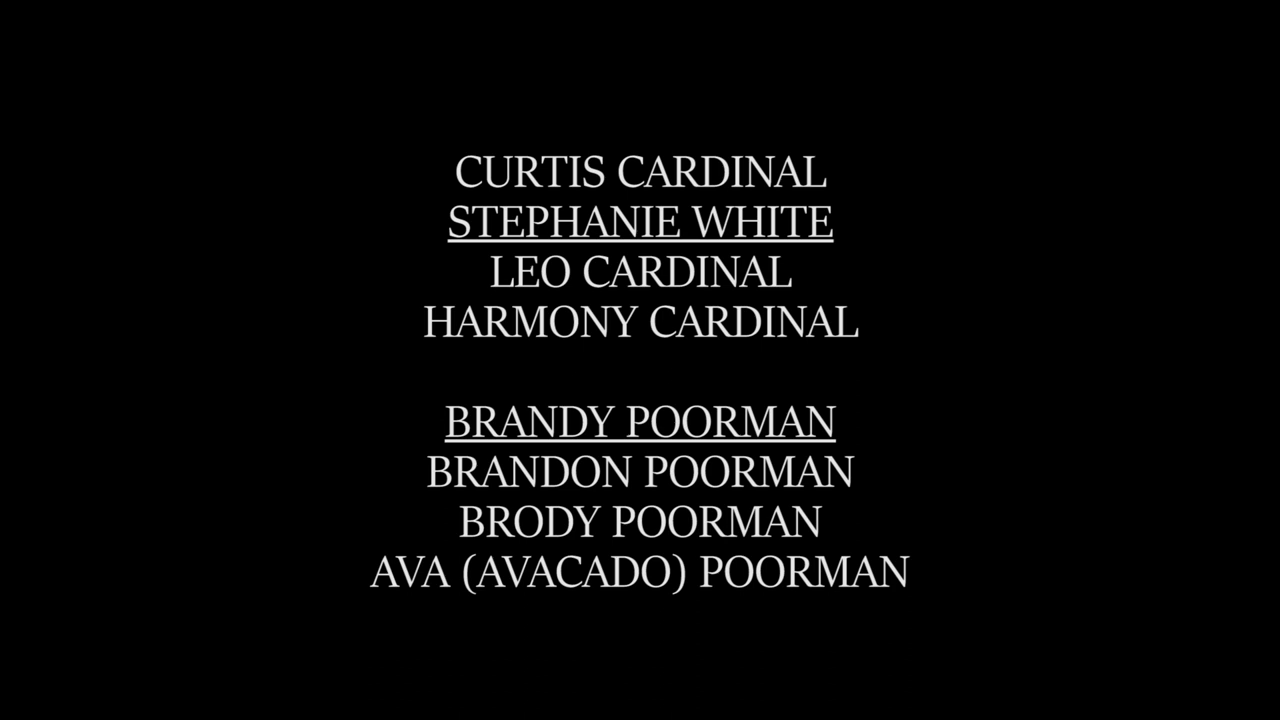 CURTIS CARDINAL
STEPHANIE WHITE
LEO CARDINAL
HARMONY CARDINAL
BRANDY POORMAN
BRANDON POORMAN
BRODY POORMAN
AVA (AVACADO) POORMAN